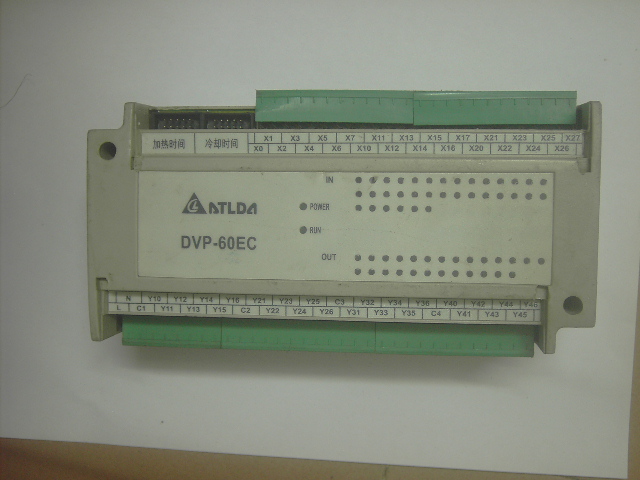 X1 X3 X5 X7 X11 X13 X15 X17 X21 X23 X25 X27
加热时间 冷却时间 X0 X2 X4 X6 X10 X12 X14 X16 X20 X22 X24 X26
IN
ATLDA
POWER
DVP-60EC
RUN
OUT
N Y10 Y12 Y14 Y16 Y21 Y23 Y25 C3 Y32 Y34 Y36 Y40 Y42 Y44 Y46
L C1 Y11 Y13 Y15 C2 Y22 Y24 Y26 Y31 Y33 Y35 C4 Y41 Y43 Y45